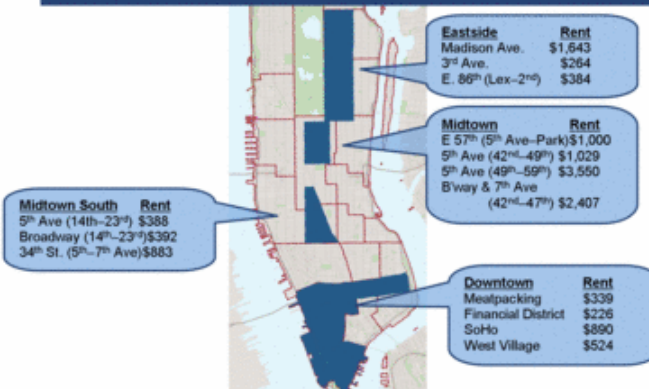 Eastside Rent
Madison Ave. $1,643
3rd Ave. $264
E. 86th (Lex–2nd) $384
Midtown Rent
E 57th (5th Ave–Park) $1,000
5th Ave (42nd–49th) $1,029
5th Ave (49th–59th) $3,550
B'way & 7th Ave
(42nd–47th) $2,407
Midtown South Rent
5th Ave (14th–23rd) $388
Broadway (14th–23rd) $392
34th St. (5th–7th Ave) $883
Downtown Rent
Meatpacking $339
Financial District $226
SoHo $890
West Village $524